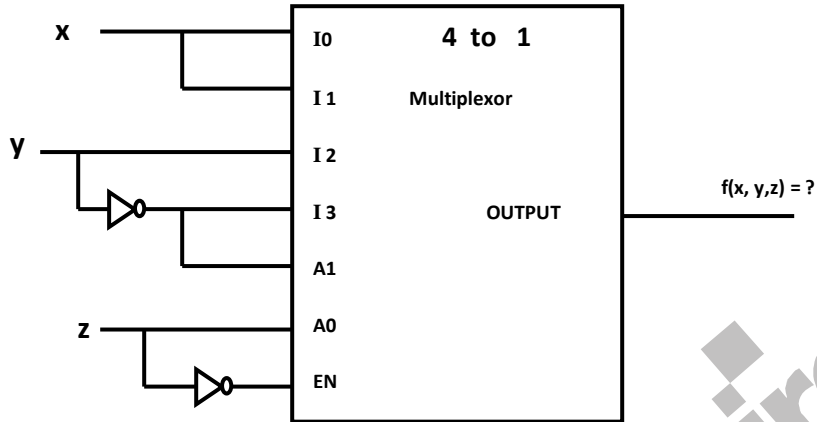 x
I0
4 to 1
I 1
Multiplexor
y
I 2
f(x, y,z) = ?
I 3
OUTPUT
A1
z
A0
EN